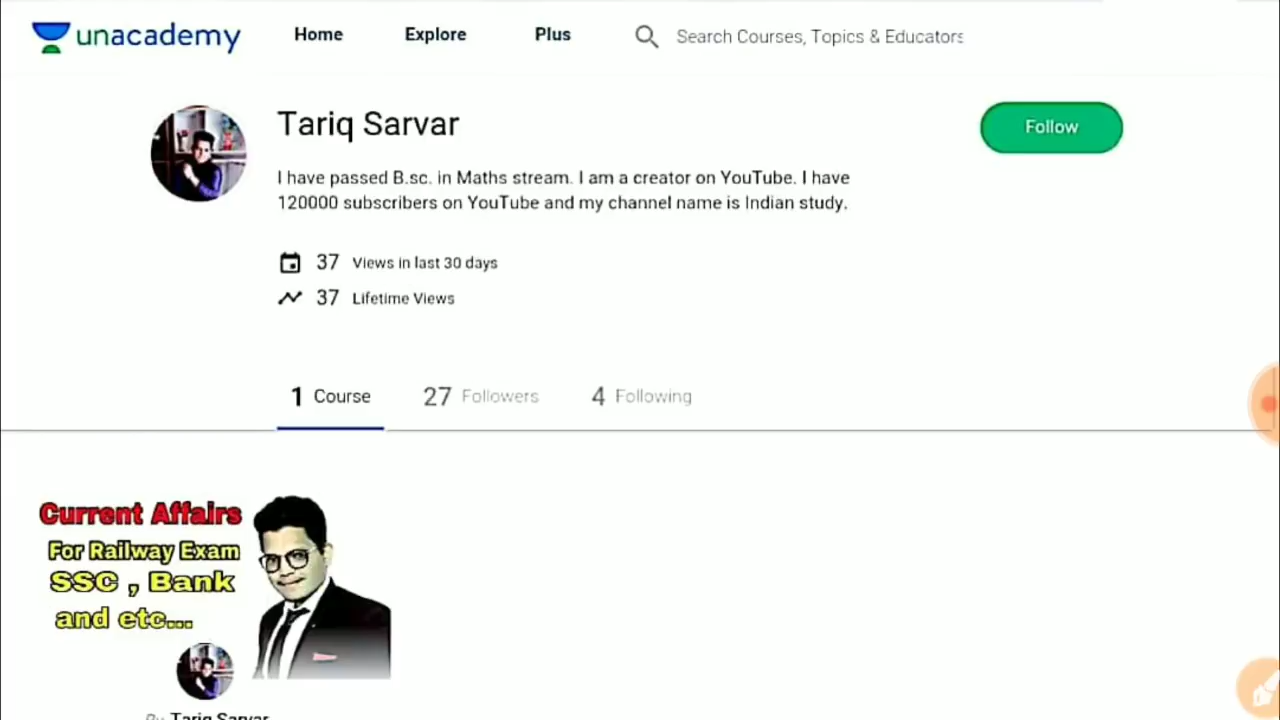 unacademy Home Explore Plus Search Courses, Topics & Educators
Tariq Sarvar
Follow
I have passed B.sc. in Maths stream. I am a creator on YouTube. I have
120000 subscribers on YouTube and my channel name is Indian study.
37 Views in last 30 days
37 Lifetime Views
1 Course 27 Followers 4 Following
Current Affairs
For Railway Exam
SSC , Bank
and etc...
By Tariq Sarvar